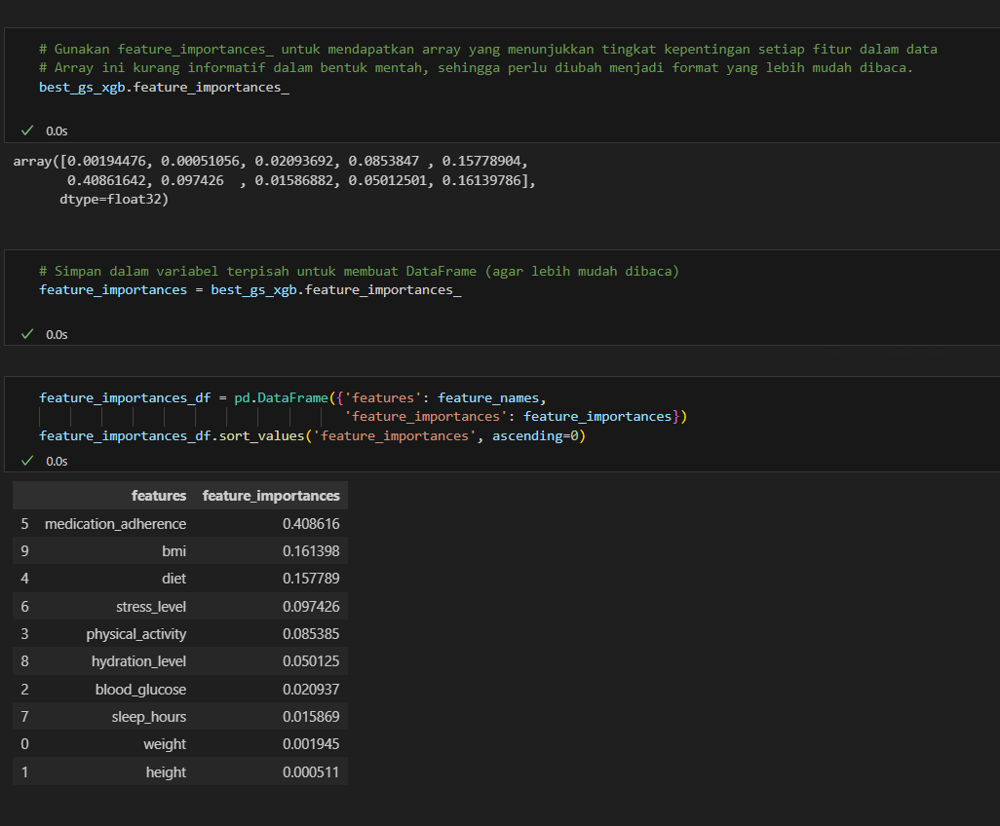 # Gunakan feature_importances_ untuk mendapatkan array yang menunjukkan tingkat kepentingan setiap fitur dalam data
# Array ini kurang informatif dalam bentuk mentah, sehingga perlu diubah menjadi format yang lebih mudah dibaca.
best_gs_xgb.feature_importances_
✓ 0.0s
array([0.00194476, 0.00051056, 0.02093692, 0.0853847 , 0.15778904,
       0.40861642, 0.097426  , 0.01586882, 0.05012501, 0.16139786],
      dtype=float32)
# Simpan dalam variabel terpisah untuk membuat DataFrame (agar lebih mudah dibaca)
feature_importances = best_gs_xgb.feature_importances_
✓ 0.0s
feature_importances_df = pd.DataFrame({'features': feature_names,
                                       'feature_importances': feature_importances})
feature_importances_df.sort_values('feature_importances', ascending=0)
✓ 0.0s
features feature_importances
5 medication_adherence 0.408616
9 bmi 0.161398
4 diet 0.157789
6 stress_level 0.097426
3 physical_activity 0.085385
8 hydration_level 0.050125
2 blood_glucose 0.020937
7 sleep_hours 0.015869
0 weight 0.001945
1 height 0.000511